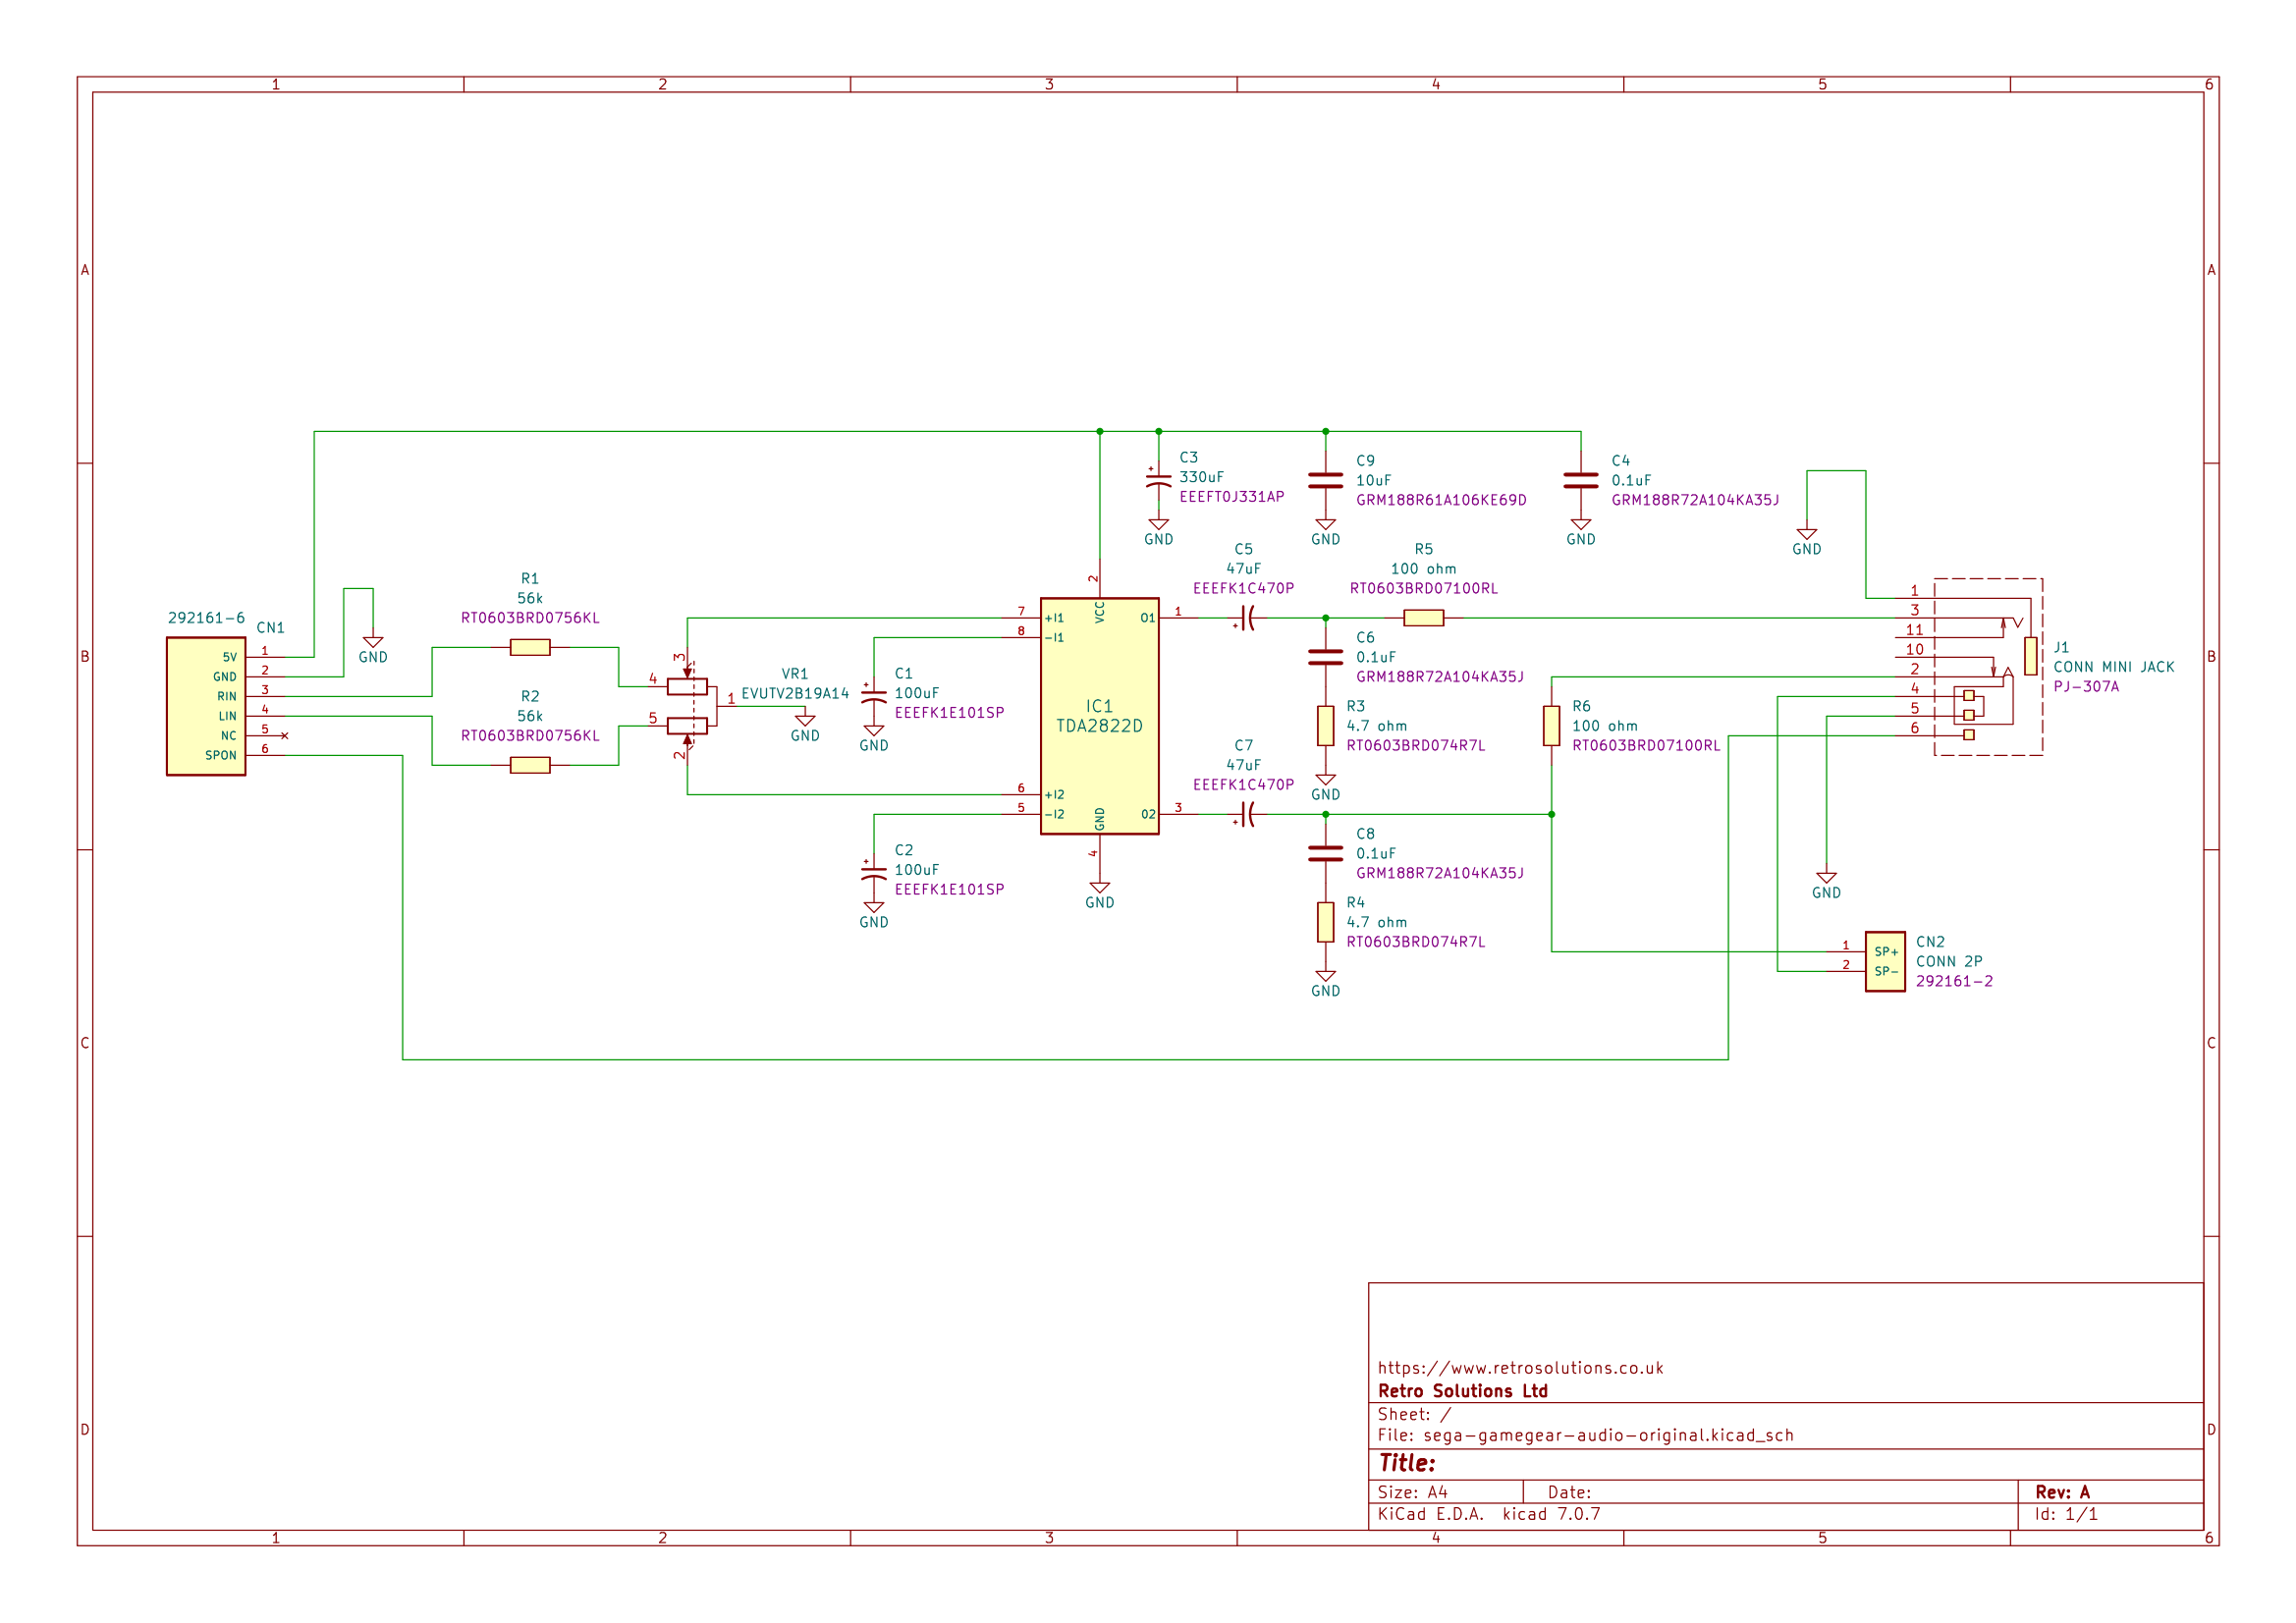 1 2 3 4 5 6
A A
B B
C C
D D
292161-6
CN1
5V 1
GND 2
RIN 3
LIN 4
NC 5
SPON 6
GND
R1
56k
RT0603BRD0756KL
R2
56k
RT0603BRD0756KL
3
4
5
2
1
VR1
EVUTV2B19A14
GND
C1
100uF
EEEFK1E101SP
GND
C2
100uF
EEEFK1E101SP
GND
2
VCC
7 +I1 O1 1
8 -I1
IC1
TDA2822D
6 +I2
5 -I2 02 3
GND
4
GND
C3
330uF
EEEFT0J331AP
GND
C9
10uF
GRM188R61A106KE69D
GND
C4
0.1uF
GRM188R72A104KA35J
GND
C5
47uF
EEEFK1C470P
R5
100 ohm
RT0603BRD07100RL
C6
0.1uF
GRM188R72A104KA35J
R3
4.7 ohm
RT0603BRD074R7L
GND
C7
47uF
EEEFK1C470P
C8
0.1uF
GRM188R72A104KA35J
R4
4.7 ohm
RT0603BRD074R7L
GND
R6
100 ohm
RT0603BRD07100RL
GND
1
3
11
10
2
4
5
6
J1
CONN MINI JACK
PJ-307A
GND
1 SP+
2 SP-
CN2
CONN 2P
292161-2
https://www.retrosolutions.co.uk
Retro Solutions Ltd
Sheet: /
File: sega-gamegear-audio-original.kicad_sch
Title:
Size: A4 Date: Rev: A
KiCad E.D.A. kicad 7.0.7 Id: 1/1
1 2 3 4 5 6